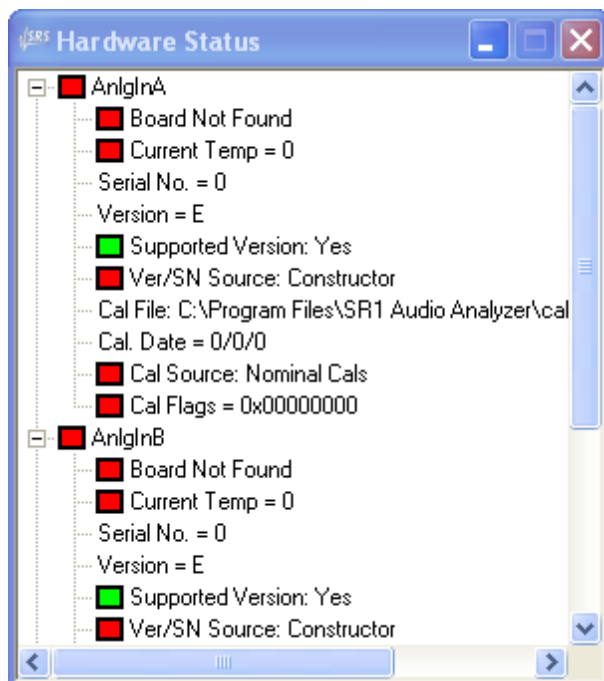 SRS Hardware Status
AnlgInA
Board Not Found
Current Temp = 0
Serial No. = 0
Version = E
Supported Version: Yes
Ver/SN Source: Constructor
Cal File: C:\Program Files\SR1 Audio Analyzer\cal
Cal. Date = 0/0/0
Cal Source: Nominal Cals
Cal Flags = 0x00000000
AnlgInB
Board Not Found
Current Temp = 0
Serial No. = 0
Version = E
Supported Version: Yes
Ver/SN Source: Constructor